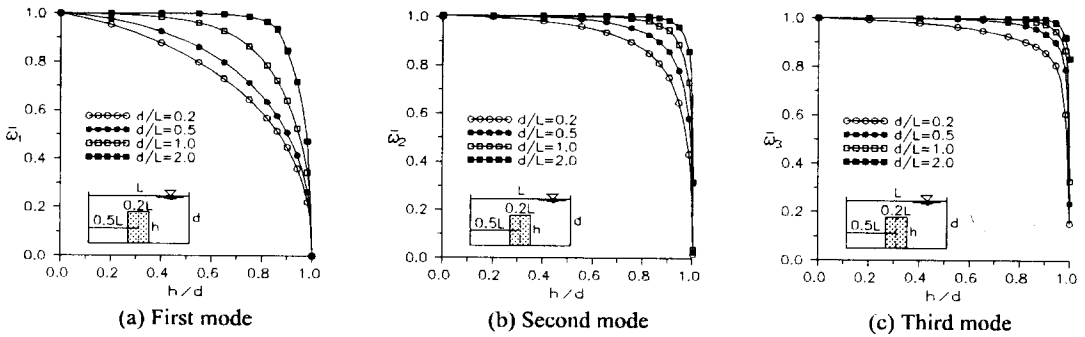 1.0
0.8
0.6
0.4
0.2
0.0
ω̄₁
d/L=0.2
d/L=0.5
d/L=1.0
d/L=2.0
L
0.2L
0.5L
h
d
0.0 0.2 0.4 0.6 0.8 1.0
h/d
(a) First mode
1.0
0.8
0.6
0.4
0.2
0.0
ω̄₂
d/L=0.2
d/L=0.5
d/L=1.0
d/L=2.0
L
0.2L
0.5L
h
d
0.0 0.2 0.4 0.6 0.8 1.0
h/d
(b) Second mode
1.0
0.8
0.6
0.4
0.2
0.0
ω̄₃
d/L=0.2
d/L=0.5
d/L=1.0
d/L=2.0
L
0.2L
0.5L
h
d
0.0 0.2 0.4 0.6 0.8 1.0
h/d
(c) Third mode